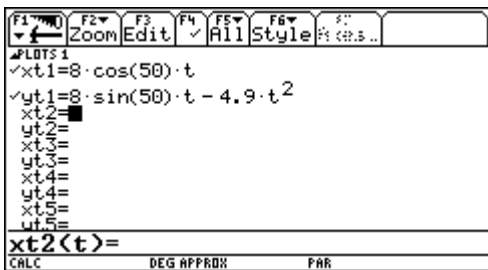 F1 F2 F3 F4 F5 F6
Zoom Edit ✓ All Style
PLOTS 1
✓xt1=8·cos(50)·t
✓yt1=8·sin(50)·t-4.9·t²
xt2=
yt2=
xt3=
yt3=
xt4=
yt4=
xt5=
yt5=
xt2(t)=
CALC DEG APPROX PAR